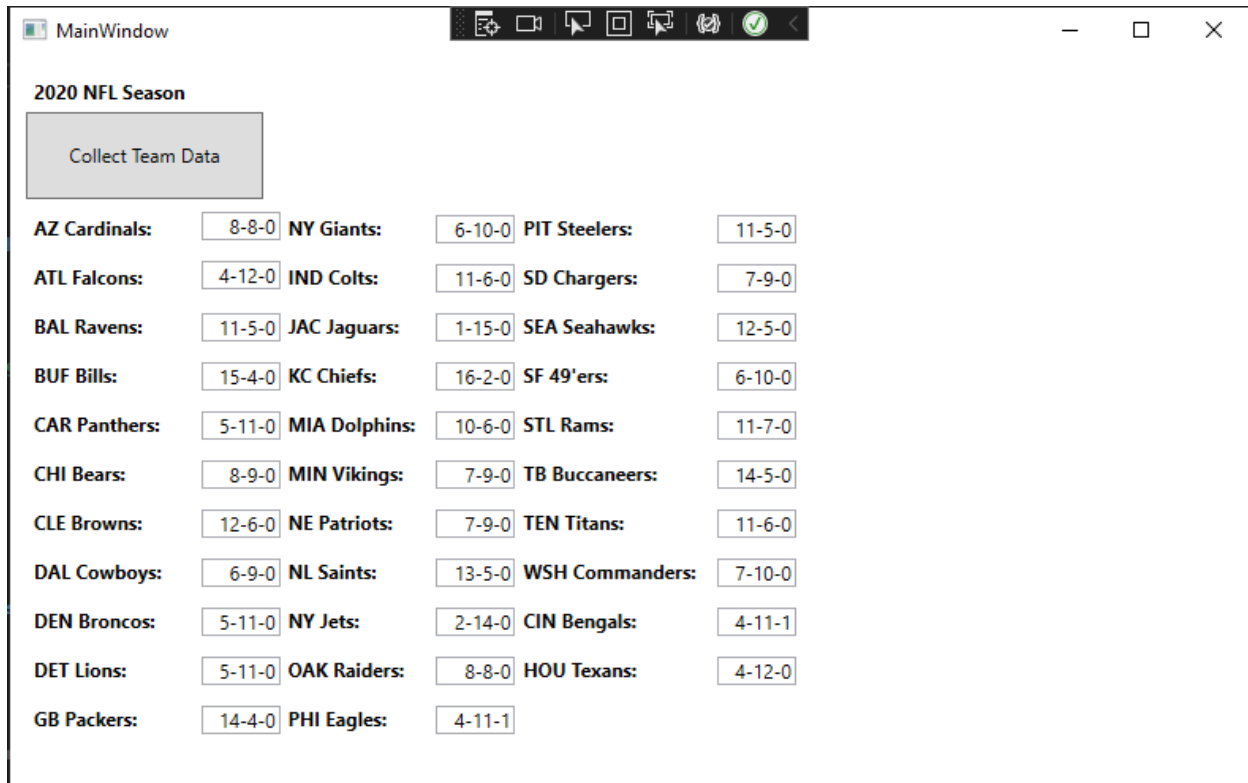 MainWindow
2020 NFL Season
Collect Team Data
AZ Cardinals: 8-8-0 NY Giants: 6-10-0 PIT Steelers: 11-5-0
ATL Falcons: 4-12-0 IND Colts: 11-6-0 SD Chargers: 7-9-0
BAL Ravens: 11-5-0 JAC Jaguars: 1-15-0 SEA Seahawks: 12-5-0
BUF Bills: 15-4-0 KC Chiefs: 16-2-0 SF 49'ers: 6-10-0
CAR Panthers: 5-11-0 MIA Dolphins: 10-6-0 STL Rams: 11-7-0
CHI Bears: 8-9-0 MIN Vikings: 7-9-0 TB Buccaneers: 14-5-0
CLE Browns: 12-6-0 NE Patriots: 7-9-0 TEN Titans: 11-6-0
DAL Cowboys: 6-9-0 NL Saints: 13-5-0 WSH Commanders: 7-10-0
DEN Broncos: 5-11-0 NY Jets: 2-14-0 CIN Bengals: 4-11-1
DET Lions: 5-11-0 OAK Raiders: 8-8-0 HOU Texans: 4-12-0
GB Packers: 14-4-0 PHI Eagles: 4-11-1